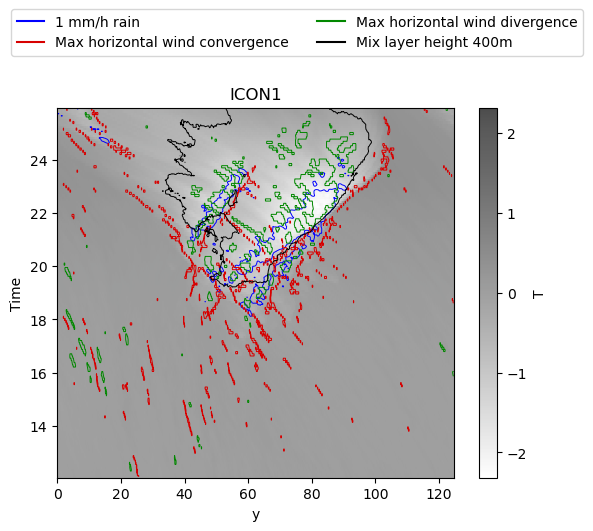 1 mm/h rain
Max horizontal wind convergence
Max horizontal wind divergence
Mix layer height 400m
ICON1
Time
24
22
20
18
16
14
0
20
40
60
80
100
120
y
2
1
0
−1
−2
T